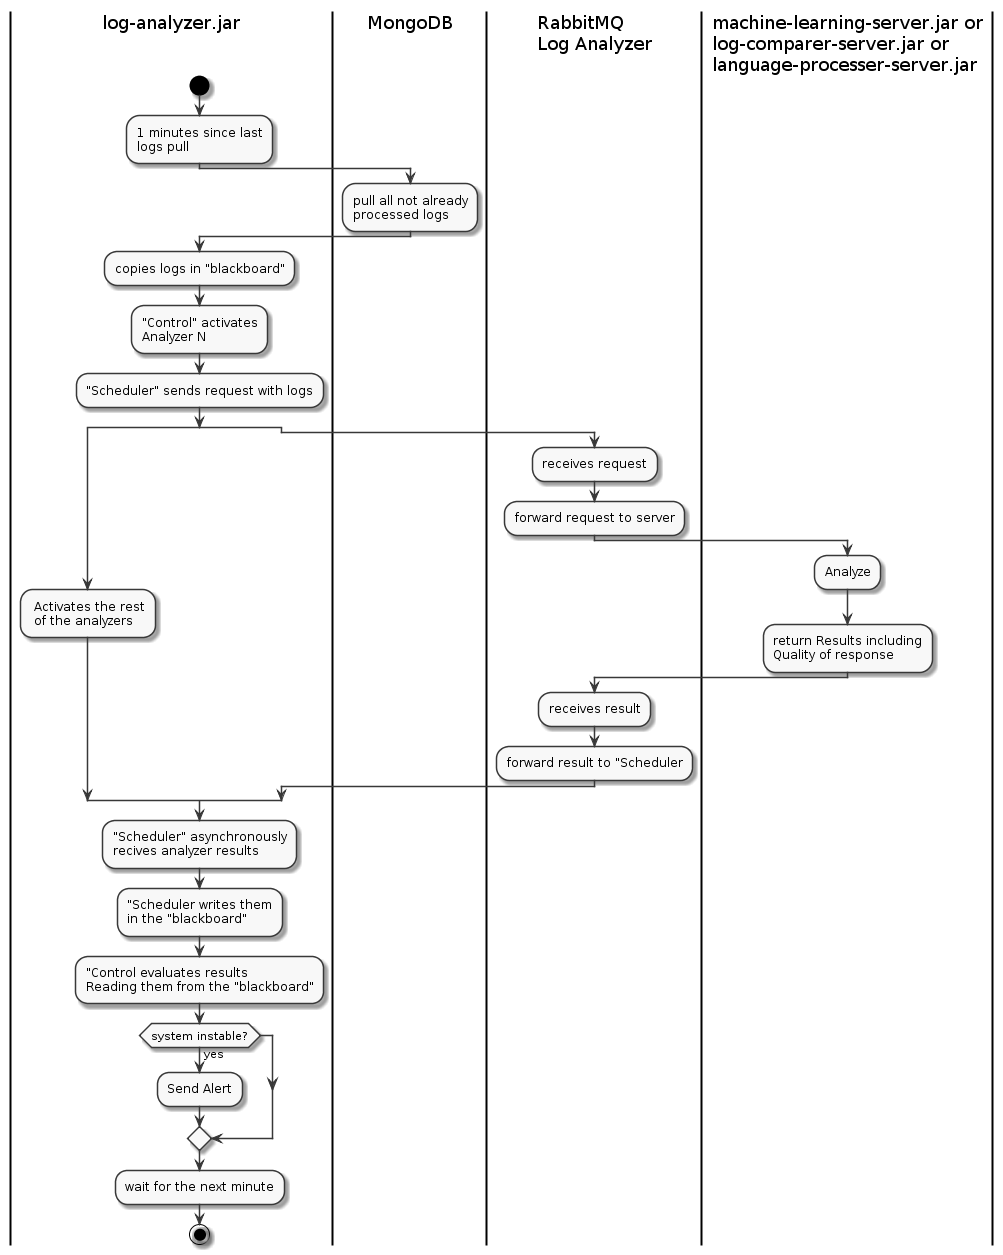 log-analyzer.jar
MongoDB
RabbitMQ
Log Analyzer
machine-learning-server.jar or
log-comparer-server.jar or
language-processer-server.jar
1 minutes since last
logs pull
pull all not already
processed logs
copies logs in "blackboard"
"Control" activates
Analyzer N
"Scheduler" sends request with logs
receives request
forward request to server
Analyze
Activates the rest
of the analyzers
return Results including
Quality of response
receives result
forward result to "Scheduler
"Scheduler" asynchronously
recives analyzer results
"Scheduler writes them
in the "blackboard"
"Control evaluates results
Reading them from the "blackboard"
system instable?
yes
Send Alert
wait for the next minute